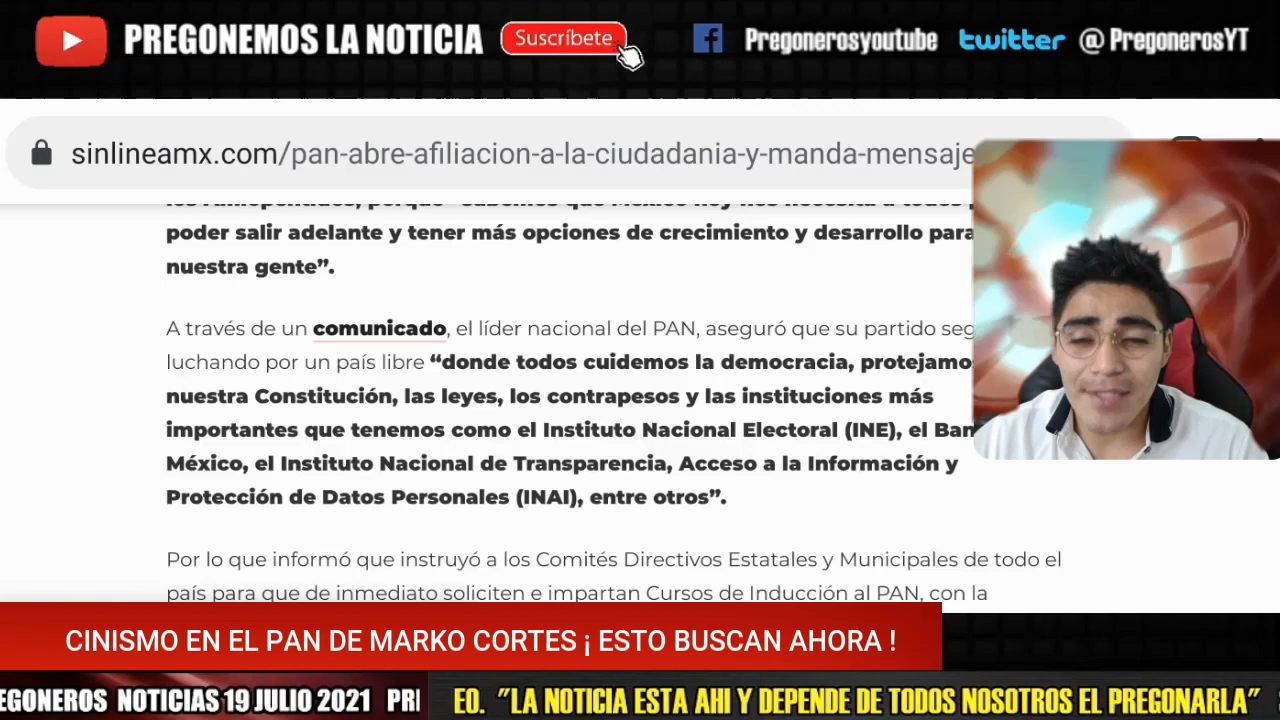 PREGONEMOS LA NOTICIA
Suscríbete
Pregonerosyoutube
twitter @PregonerosYT
sinlineamx.com/pan-abre-afiliacion-a-la-ciudadania-y-manda-mensaje
poder salir adelante y tener más opciones de crecimiento y desarrollo para
nuestra gente”.
A través de un comunicado, el líder nacional del PAN, aseguró que su partido seg
luchando por un país libre “donde todos cuidemos la democracia, protejamo
nuestra Constitución, las leyes, los contrapesos y las instituciones más
importantes que tenemos como el Instituto Nacional Electoral (INE), el Ban
México, el Instituto Nacional de Transparencia, Acceso a la Información y
Protección de Datos Personales (INAI), entre otros”.
Por lo que informó que instruyó a los Comités Directivos Estatales y Municipales de todo el
país para que de inmediato soliciten e impartan Cursos de Inducción al PAN, con la
CINISMO EN EL PAN DE MARKO CORTES ¡ ESTO BUSCAN AHORA !
EGONEROS NOTICIAS 19 JULIO 2021 PRI
EO. "LA NOTICIA ESTA AHI Y DEPENDE DE TODOS NOSOTROS EL PREGONARLA"